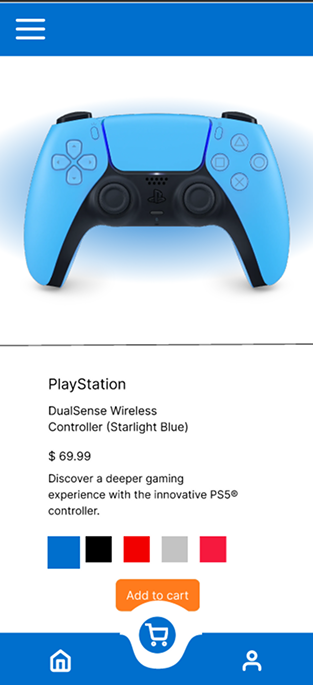 PlayStation
DualSense Wireless
Controller (Starlight Blue)
$ 69.99
Discover a deeper gaming
experience with the innovative PS5®
controller.
Add to cart